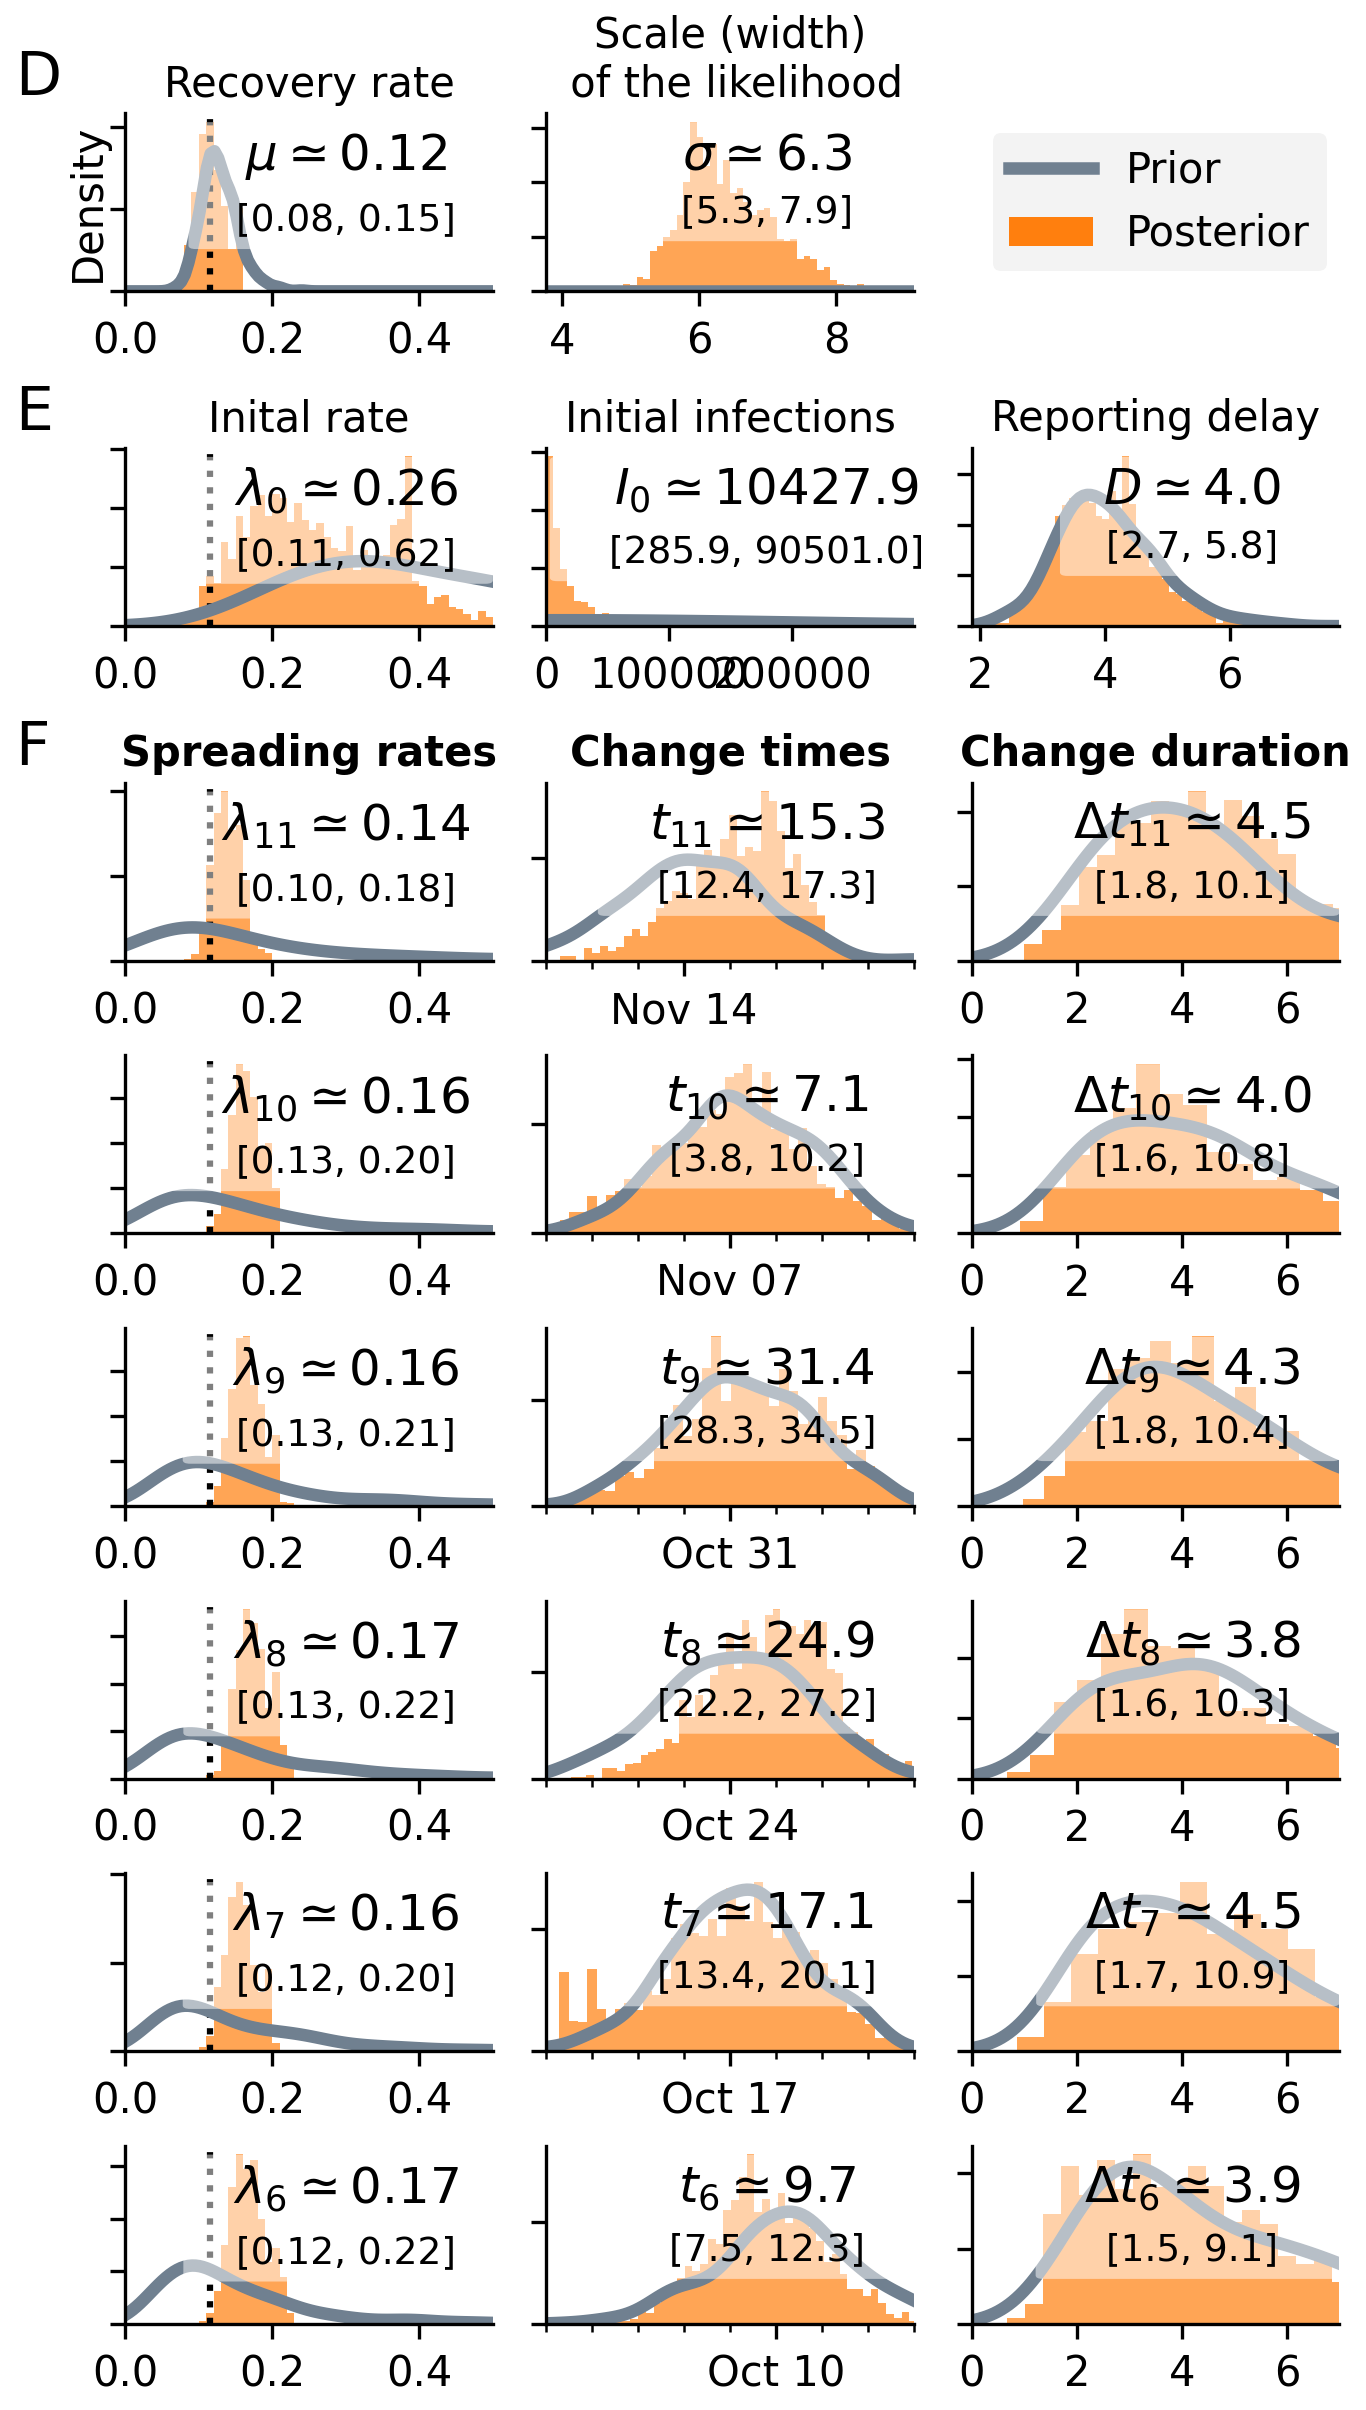 D
Recovery rate
Scale (width)
of the likelihood
Density
μ ≃ 0.12
[0.08, 0.15]
0.0 0.2 0.4
σ ≃ 6.3
[5.3, 7.9]
4 6 8
Prior
Posterior
E
Inital rate
λ0 ≃ 0.26
[0.11, 0.62]
0.0 0.2 0.4
Initial infections
I0 ≃ 10427.9
[285.9, 90501.0]
0 100000 200000
Reporting delay
D ≃ 4.0
[2.7, 5.8]
2 4 6
F
Spreading rates
Change times
Change duration
λ11 ≃ 0.14
[0.10, 0.18]
0.0 0.2 0.4
t11 ≃ 15.3
[12.4, 17.3]
Nov 14
Δt11 ≃ 4.5
[1.8, 10.1]
0 2 4 6
λ10 ≃ 0.16
[0.13, 0.20]
0.0 0.2 0.4
t10 ≃ 7.1
[3.8, 10.2]
Nov 07
Δt10 ≃ 4.0
[1.6, 10.8]
0 2 4 6
λ9 ≃ 0.16
[0.13, 0.21]
0.0 0.2 0.4
t9 ≃ 31.4
[28.3, 34.5]
Oct 31
Δt9 ≃ 4.3
[1.8, 10.4]
0 2 4 6
λ8 ≃ 0.17
[0.13, 0.22]
0.0 0.2 0.4
t8 ≃ 24.9
[22.2, 27.2]
Oct 24
Δt8 ≃ 3.8
[1.6, 10.3]
0 2 4 6
λ7 ≃ 0.16
[0.12, 0.20]
0.0 0.2 0.4
t7 ≃ 17.1
[13.4, 20.1]
Oct 17
Δt7 ≃ 4.5
[1.7, 10.9]
0 2 4 6
λ6 ≃ 0.17
[0.12, 0.22]
0.0 0.2 0.4
t6 ≃ 9.7
[7.5, 12.3]
Oct 10
Δt6 ≃ 3.9
[1.5, 9.1]
0 2 4 6